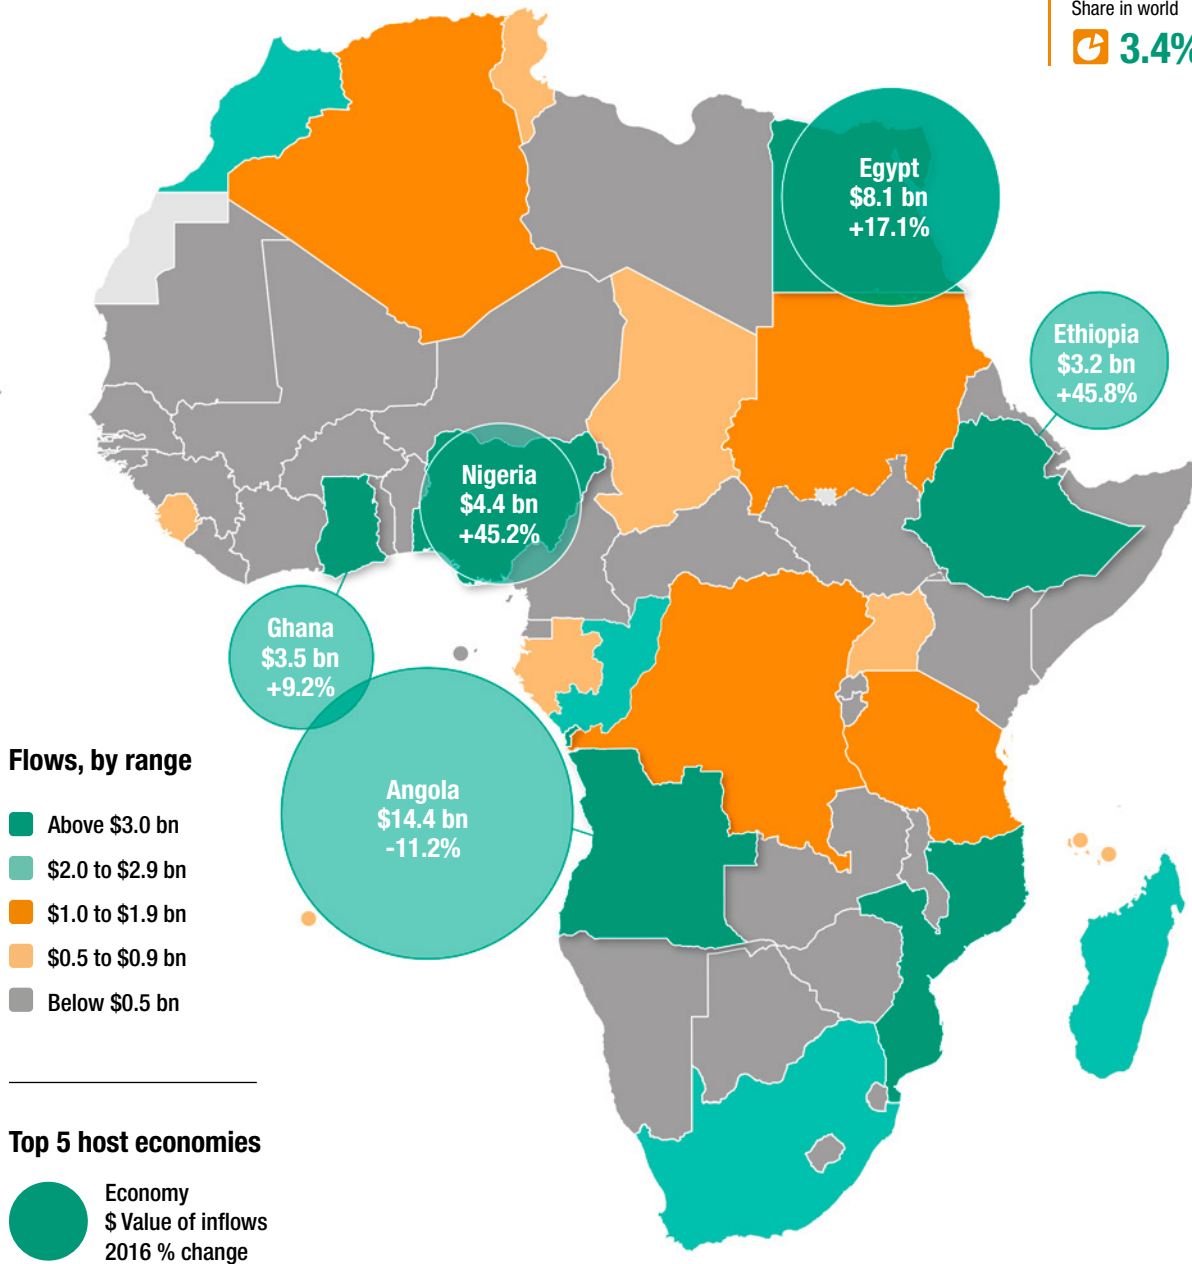 Share in world
3.4%
Egypt
$8.1 bn
+17.1%
Ethiopia
$3.2 bn
+45.8%
Nigeria
$4.4 bn
+45.2%
Ghana
$3.5 bn
+9.2%
Angola
$14.4 bn
-11.2%
Flows, by range
Above $3.0 bn
$2.0 to $2.9 bn
$1.0 to $1.9 bn
$0.5 to $0.9 bn
Below $0.5 bn
Top 5 host economies
Economy
$ Value of inflows
2016 % change